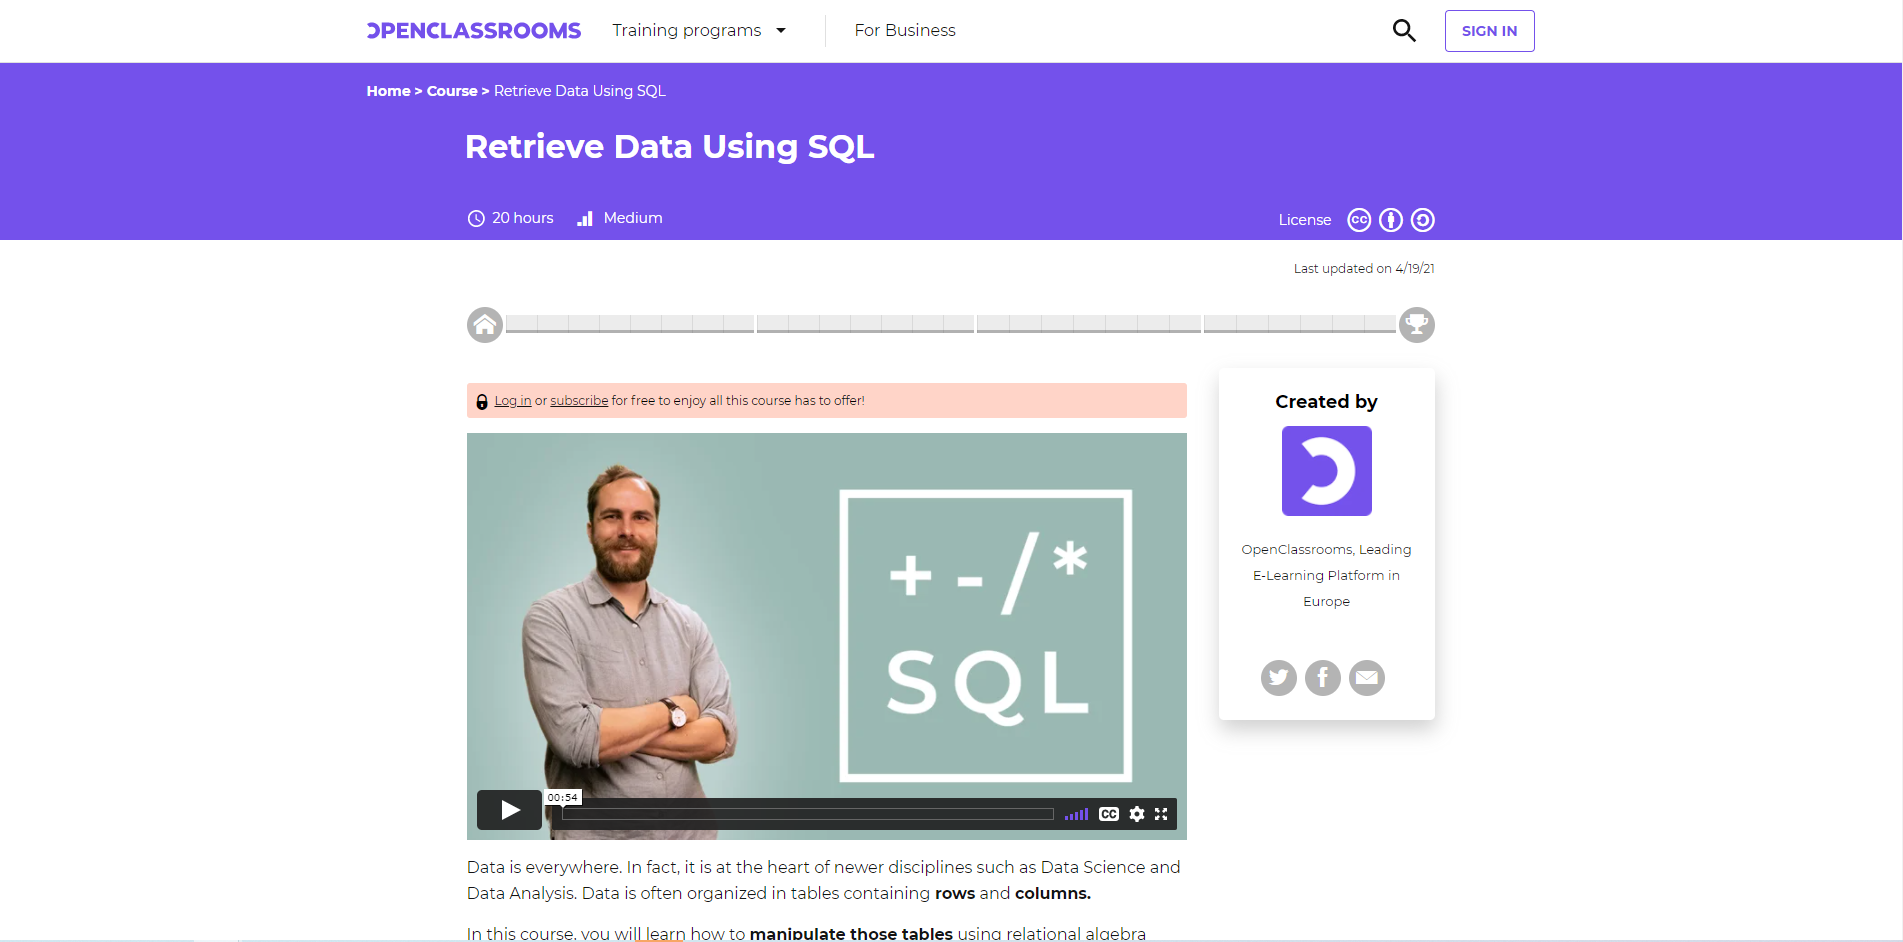 OPENCLASSROOMS
Training programs
For Business
SIGN IN
Home > Course > Retrieve Data Using SQL
Retrieve Data Using SQL
20 hours
Medium
License
cc
Last updated on 4/19/21
Log in or subscribe for free to enjoy all this course has to offer!
Created by
OpenClassrooms, Leading
E-Learning Platform in
Europe
+ - / *
SQL
00:54
CC
Data is everywhere. In fact, it is at the heart of newer disciplines such as Data Science and
Data Analysis. Data is often organized in tables containing rows and columns.
In this course, you will learn how to manipulate those tables using relational algebra